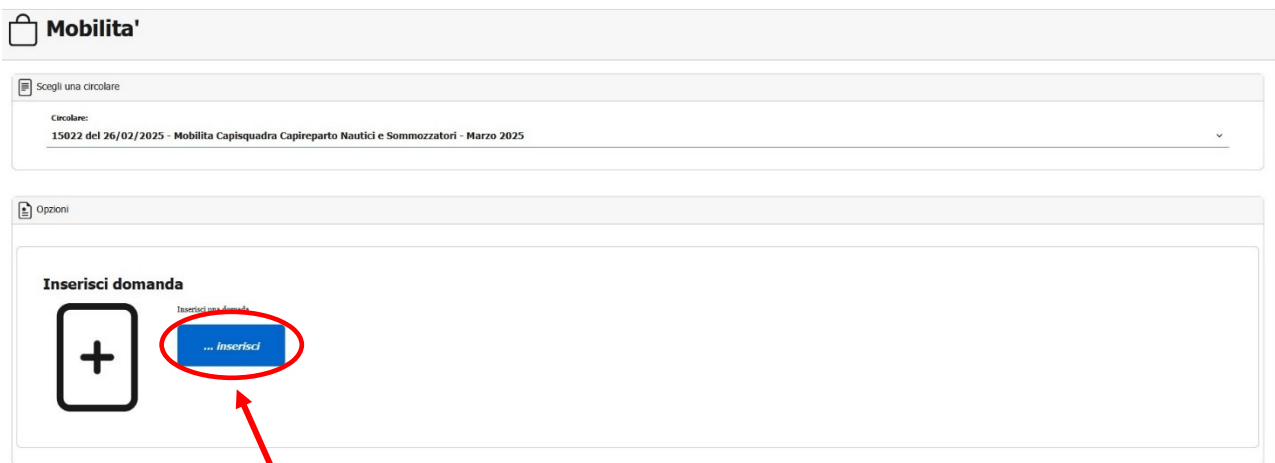 Mobilita'
Scegli una circolare
Circolare:
15022 del 26/02/2025 - Mobilita Capisquadra Capireparto Nautici e Sommozzatori - Marzo 2025
Opzioni
Inserisci domanda
Inserisci una domada
... inserisci